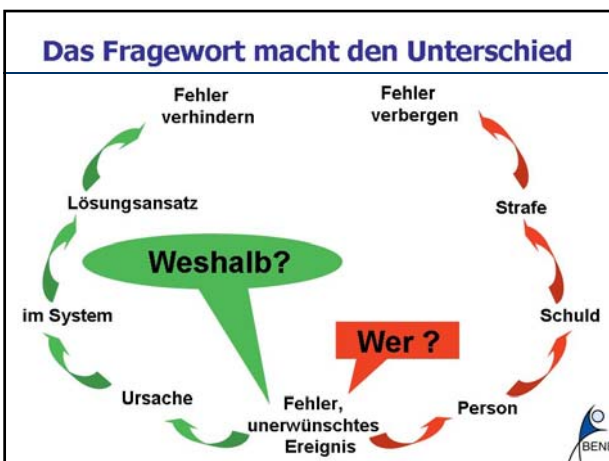 Das Fragewort macht den Unterschied
Fehler
verhindern
Fehler
verbergen
Lösungsansatz
Strafe
Weshalb?
im System
Schuld
Wer ?
Ursache
Fehler,
unerwünschtes
Ereignis
Person